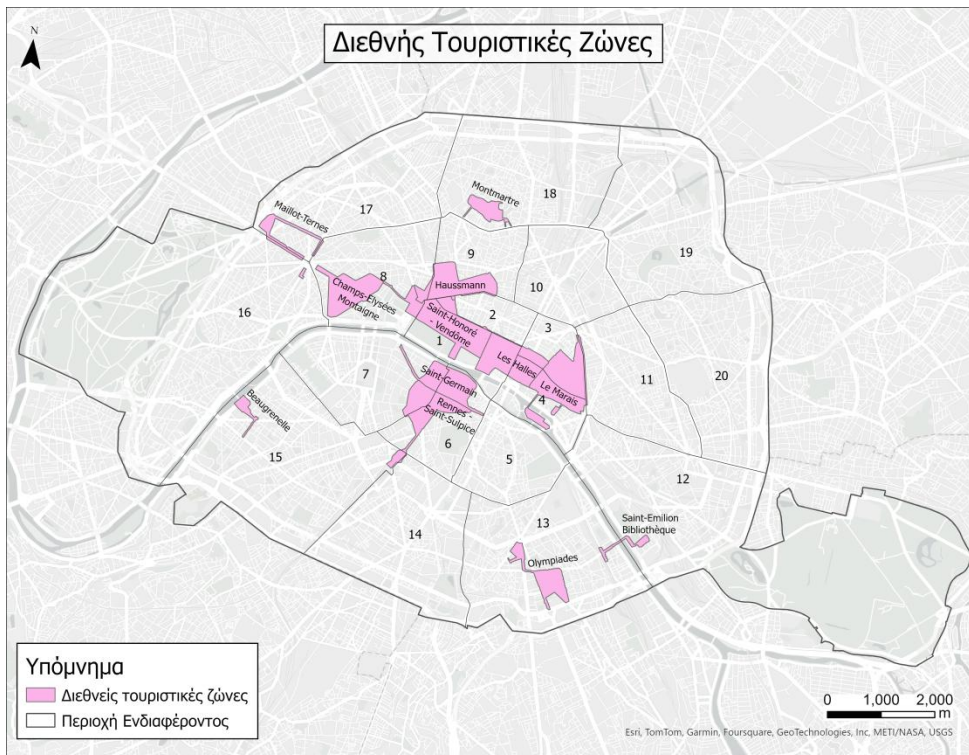 N
Διεθνής Τουριστικές Ζώνες
18
Montmartre
17
Maillot-Ternes
19
9
8
10
Haussmann
Champs-Elysées
Montaigne
16
2
3
Saint-Honoré
- Vendôme
1
Les Halles
7
11
20
Saint-Germain
Le Marais
4
Beaugrenelle
Rennes -
Saint-Sulpice
6
15
5
12
14
13
Saint-Emilion
Bibliothèque
Olympiades
Υπόμνημα
Διεθνείς τουριστικές ζώνες
Περιοχή Ενδιαφέροντος
0 1,000 2,000
m
Esri, TomTom, Garmin, Foursquare, GeoTechnologies, Inc, METI/NASA, USGS